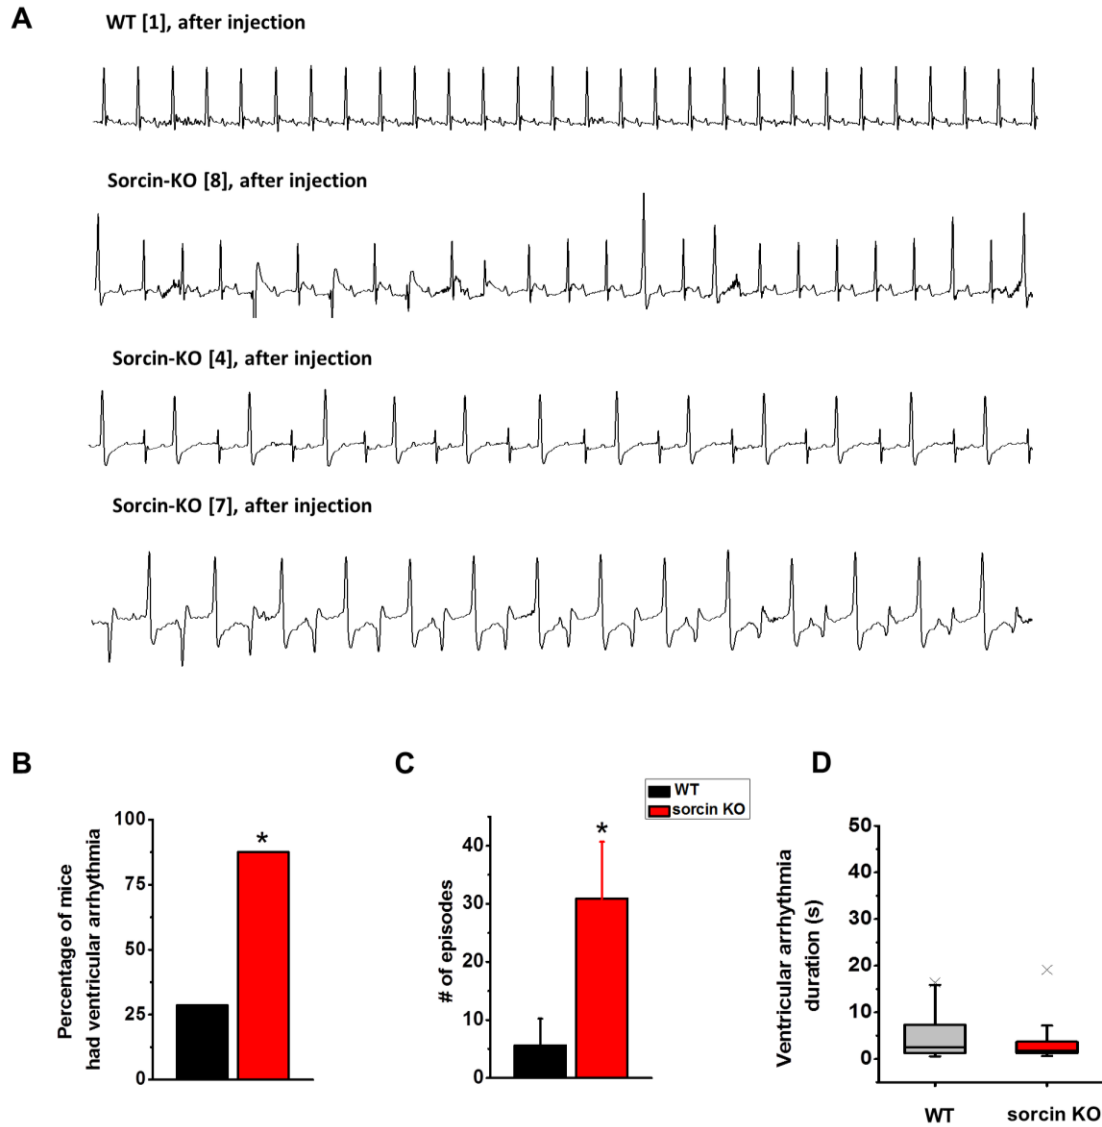 A
WT [1], after injection
Sorcin-KO [8], after injection
Sorcin-KO [4], after injection
Sorcin-KO [7], after injection
B
Percentage of mice
had ventricular arrhythmia
100
75
50
25
0
*
C
# of episodes
40
30
20
10
0
*
WT
sorcin KO
D
Ventricular arrhythmia
duration (s)
50
40
30
20
10
0
WT
sorcin KO